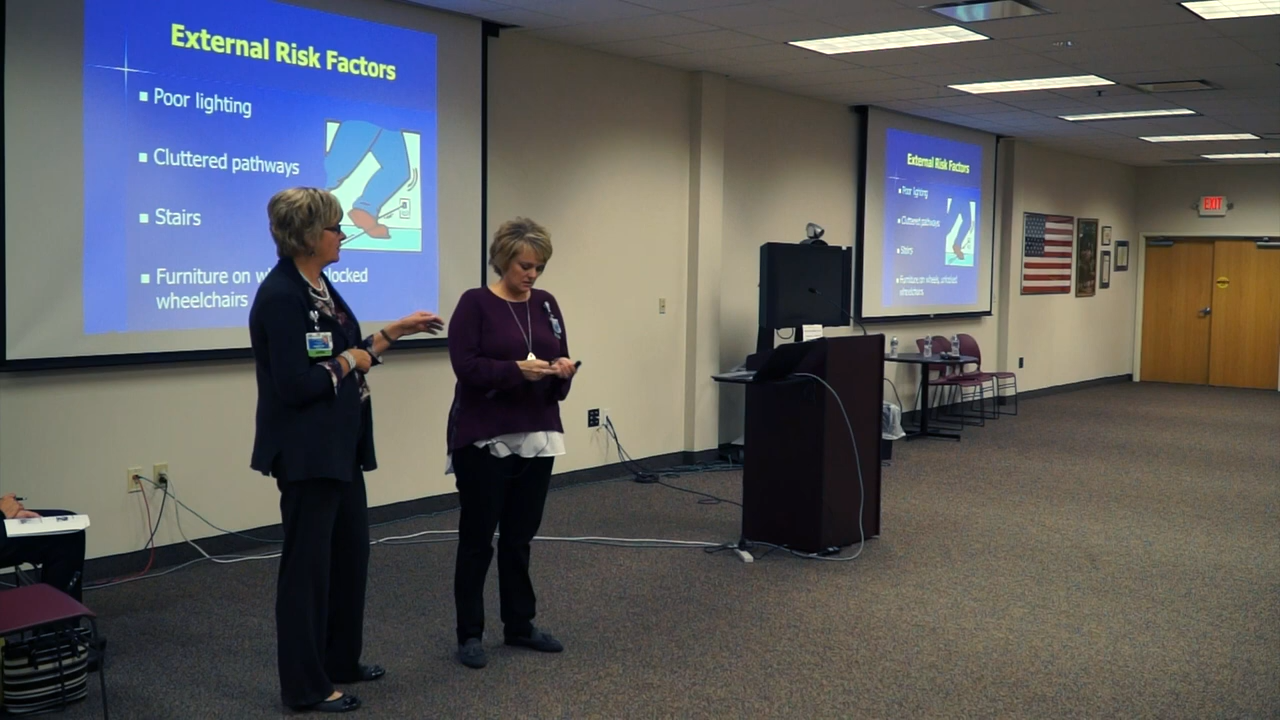 External Risk Factors
Poor lighting
Cluttered pathways
Stairs
Furniture on w locked
wheelchairs
External Risk Factors
Poor lighting
Cluttered pathways
Stairs
Furniture on wheels, unlocked
wheelchairs
EXIT